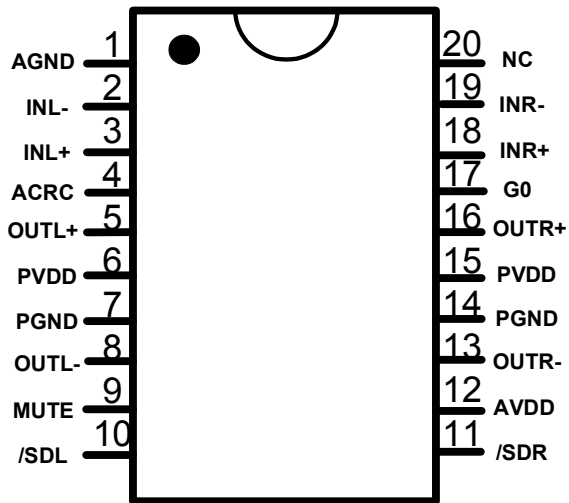 AGND 1 20 NC
INL- 2 19 INR-
INL+ 3 18 INR+
ACRC 4 17 G0
OUTL+ 5 16 OUTR+
PVDD 6 15 PVDD
PGND 7 14 PGND
OUTL- 8 13 OUTR-
MUTE 9 12 AVDD
/SDL 10 11 /SDR